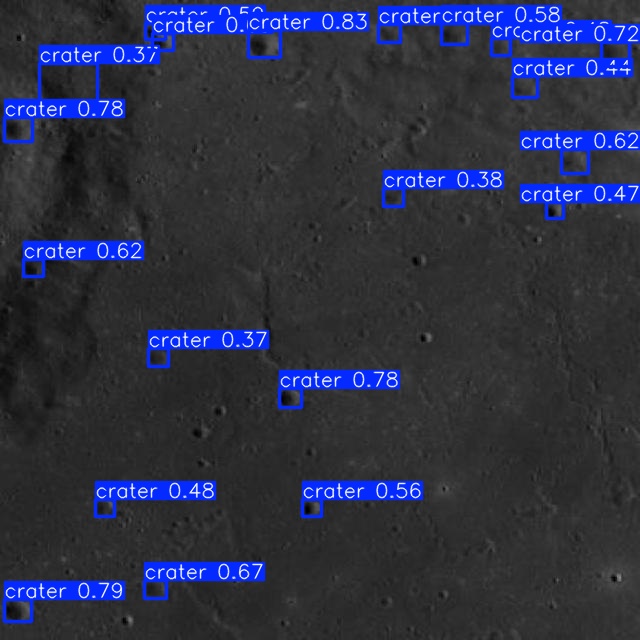 crater 0.83
crater
crater 0.58
crater 0.72
crater 0.37
crater 0.44
crater 0.78
crater 0.62
crater 0.38
crater 0.47
crater 0.62
crater 0.37
crater 0.78
crater 0.48
crater 0.56
crater 0.67
crater 0.79